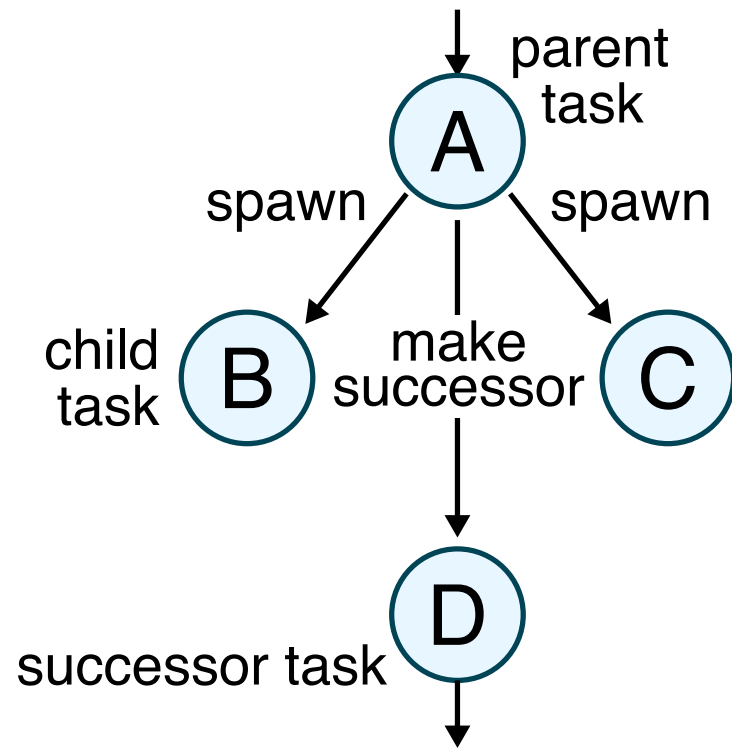 parent
task
A
spawn
spawn
child
task
B
make
successor
C
D
successor task